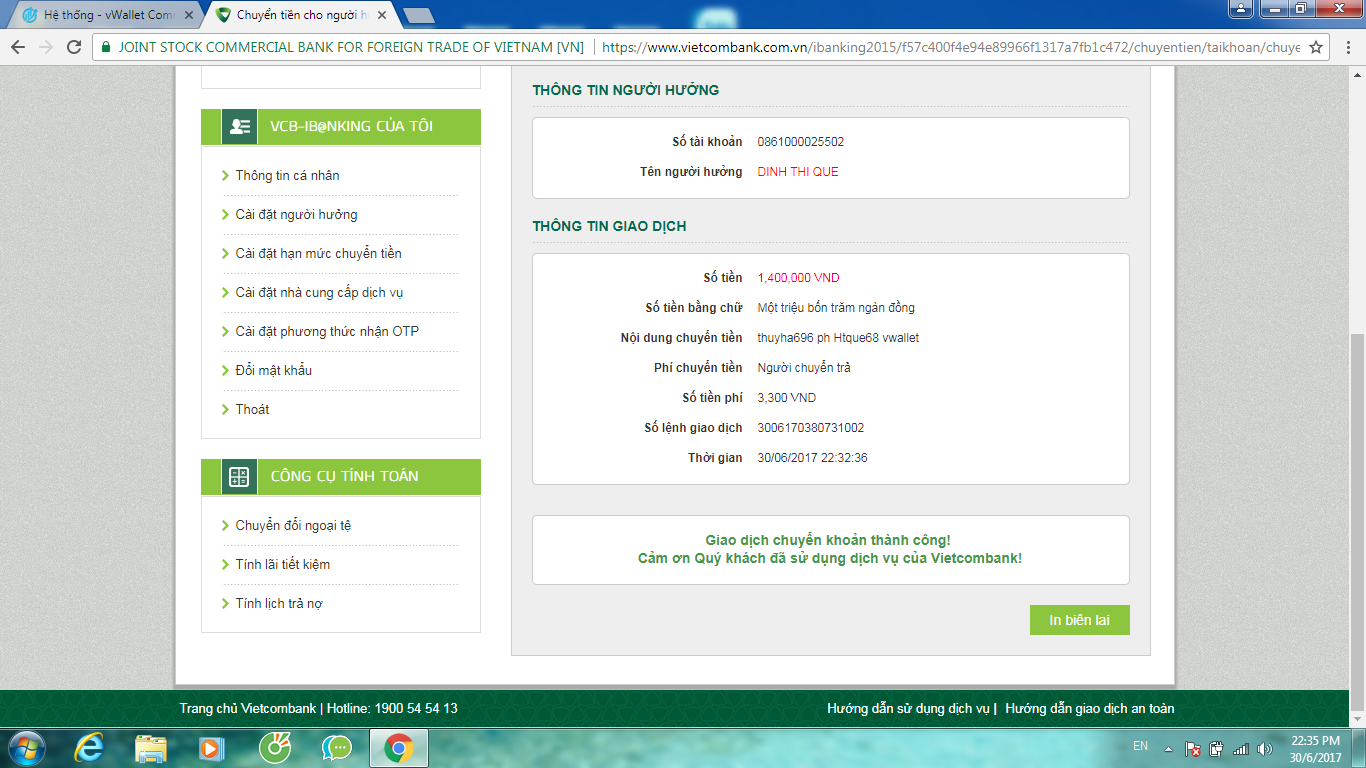 Hệ thống - vWallet Com
Chuyển tiền cho người h
JOINT STOCK COMMERCIAL BANK FOR FOREIGN TRADE OF VIETNAM [VN]
https://www.vietcombank.com.vn/ibanking2015/f57c400f4e94e89966f1317a7fb1c472/chuyentien/taikhoan/chuye
VCB-IB@NKING CỦA TÔI
Thông tin cá nhân
Cài đặt người hưởng
Cài đặt hạn mức chuyển tiền
Cài đặt nhà cung cấp dịch vụ
Cài đặt phương thức nhận OTP
Đổi mật khẩu
Thoát
CÔNG CỤ TÍNH TOÁN
Chuyển đổi ngoại tệ
Tính lãi tiết kiệm
Tính lịch trả nợ
THÔNG TIN NGƯỜI HƯỞNG
Số tài khoản 0861000025502
Tên người hưởng DINH THI QUE
THÔNG TIN GIAO DỊCH
Số tiền 1,400,000 VND
Số tiền bằng chữ Một triệu bốn trăm ngàn đồng
Nội dung chuyển tiền thuyha696 ph Htque68 vwallet
Phí chuyển tiền Người chuyển trả
Số tiền phí 3,300 VND
Số lệnh giao dịch 3006170380731002
Thời gian 30/06/2017 22:32:36
Giao dịch chuyển khoản thành công!
Cảm ơn Quý khách đã sử dụng dịch vụ của Vietcombank!
In biên lai
Trang chủ Vietcombank | Hotline: 1900 54 54 13
Hướng dẫn sử dụng dịch vụ | Hướng dẫn giao dịch an toàn
EN
22:35 PM
30/6/2017